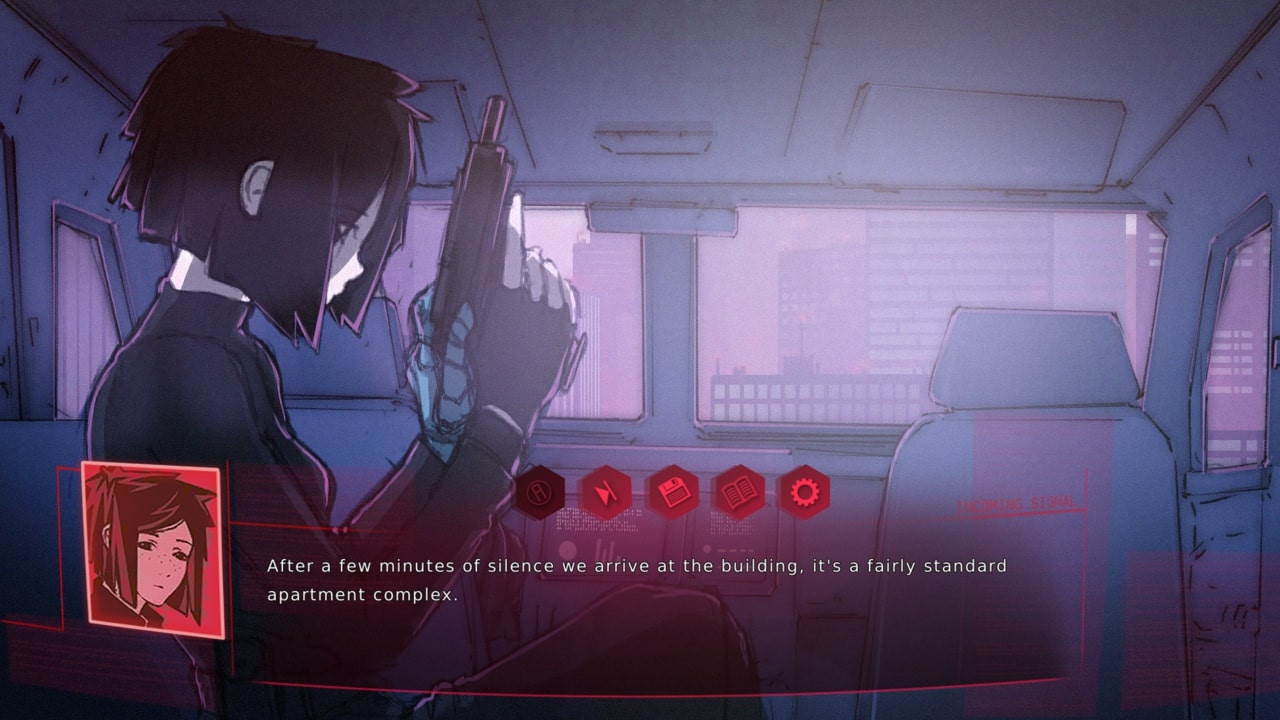 INCOMING SIGNAL
After a few minutes of silence we arrive at the building, it's a fairly standard
apartment complex.